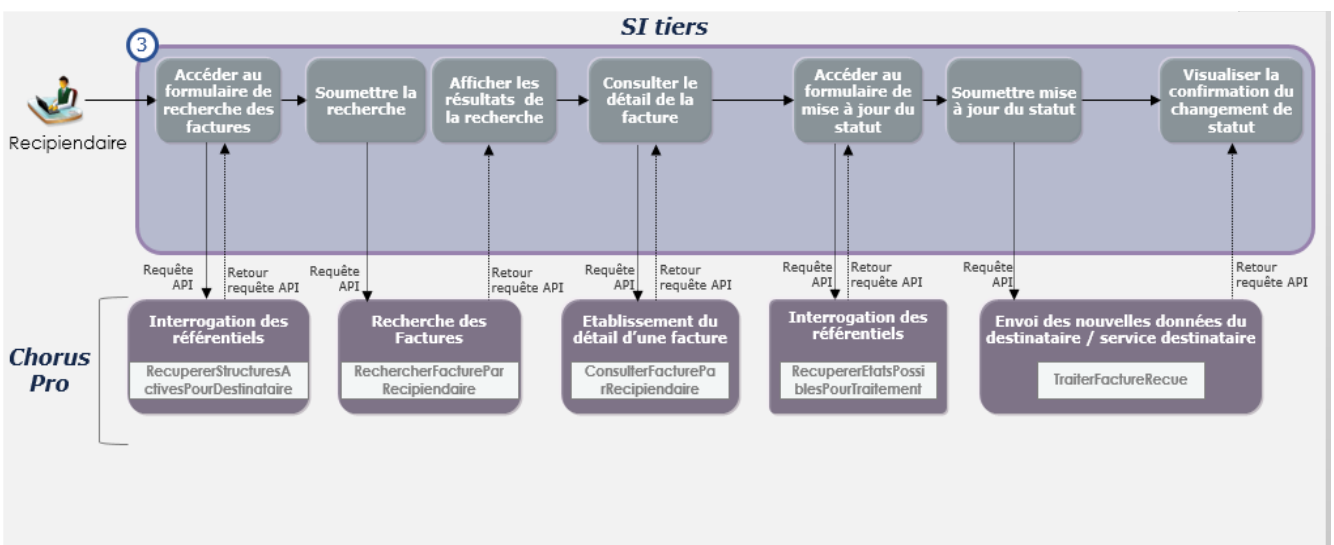 SI tiers
3
Accéder au
formulaire de
recherche des
factures
Soumettre la
recherche
Afficher les
résultats de
la recherche
Consulter le
détail de la
facture
Accéder au
formulaire de
mise à jour du
statut
Soumettre mise
à jour du statut
Visualiser la
confirmation du
changement de
statut
Recipiendaire
Requête
API
Retour
requête API
Requête
API
Retour
requête API
Requête
API
Retour
requête API
Requête
API
Retour
requête API
Requête
API
Retour
requête API
Chorus
Pro
Interrogation des
référentiels
RecupererStructuresA
ctivesPourDestinataire
Recherche des
Factures
RechercherFacturePar
Recipiendaire
Etablissement du
détail d'une facture
ConsulterFacturePa
rRecipiendaire
Interrogation des
référentiels
RecupererEtatsPossi
blesPourTraitement
Envoi des nouvelles données du
destinataire / service destinataire
TraiterFactureRecue